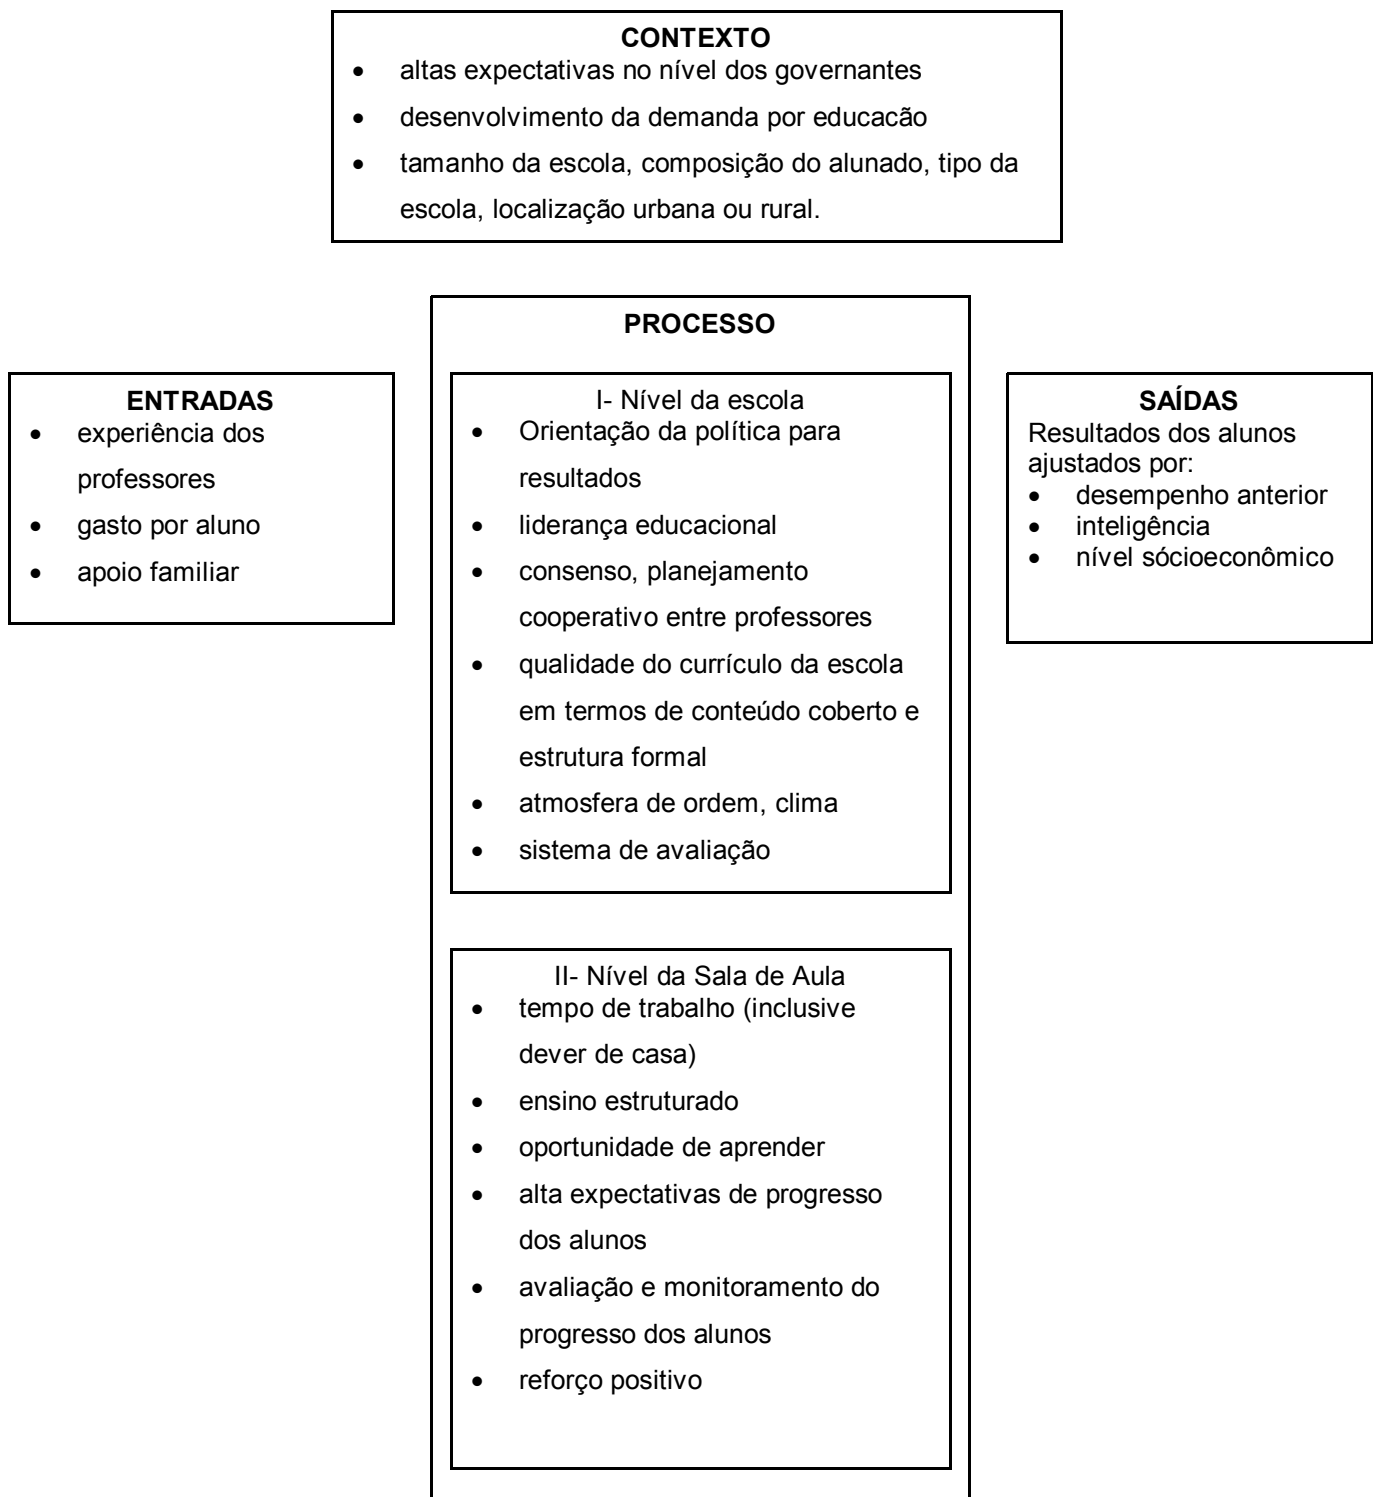 CONTEXTO
• altas expectativas no nível dos governantes
• desenvolvimento da demanda por educacão
• tamanho da escola, composição do alunado, tipo da
escola, localização urbana ou rural.
ENTRADAS
• experiência dos
professores
• gasto por aluno
• apoio familiar
PROCESSO
I- Nível da escola
• Orientação da política para
resultados
• liderança educacional
• consenso, planejamento
cooperativo entre professores
• qualidade do currículo da escola
em termos de conteúdo coberto e
estrutura formal
• atmosfera de ordem, clima
• sistema de avaliação
II- Nível da Sala de Aula
• tempo de trabalho (inclusive
dever de casa)
• ensino estruturado
• oportunidade de aprender
• alta expectativas de progresso
dos alunos
• avaliação e monitoramento do
progresso dos alunos
• reforço positivo
SAÍDAS
Resultados dos alunos
ajustados por:
• desempenho anterior
• inteligência
• nível sócioeconômico